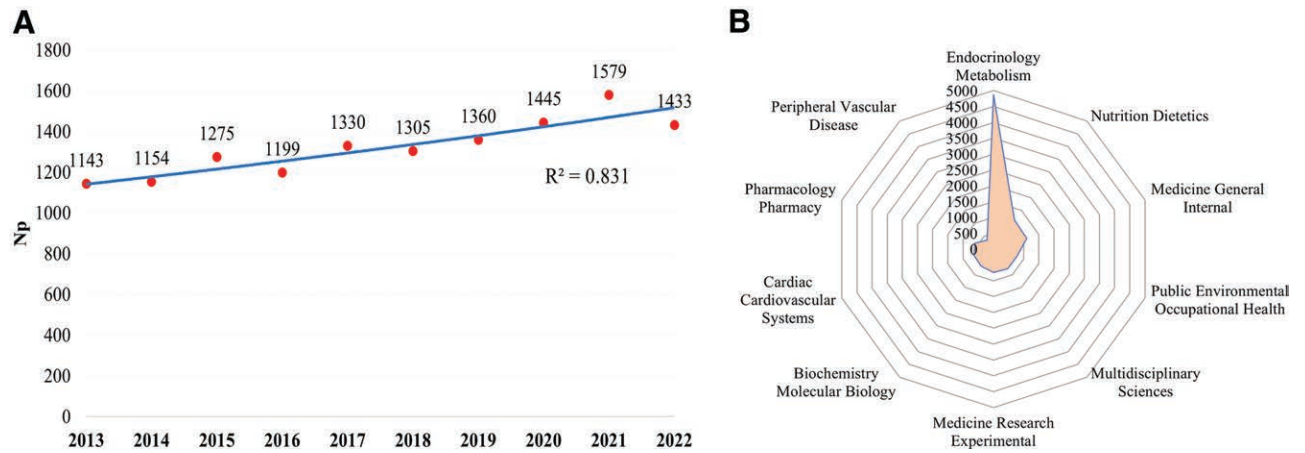 A
1800
1600
1400
1200
1000
800
600
400
200
0
Np
1143
1154
1275
1199
1330
1305
1360
1445
1579
1433
R² = 0.831
2013 2014 2015 2016 2017 2018 2019 2020 2021 2022
B
Endocrinology
Metabolism
5000
4500
4000
3500
3000
2500
2000
1500
1000
500
0
Nutrition Dietetics
Medicine General
Internal
Public Environmental
Occupational Health
Multidisciplinary
Sciences
Medicine Research
Experimental
Biochemistry
Molecular Biology
Cardiac
Cardiovascular
Systems
Pharmacology
Pharmacy
Peripheral Vascular
Disease